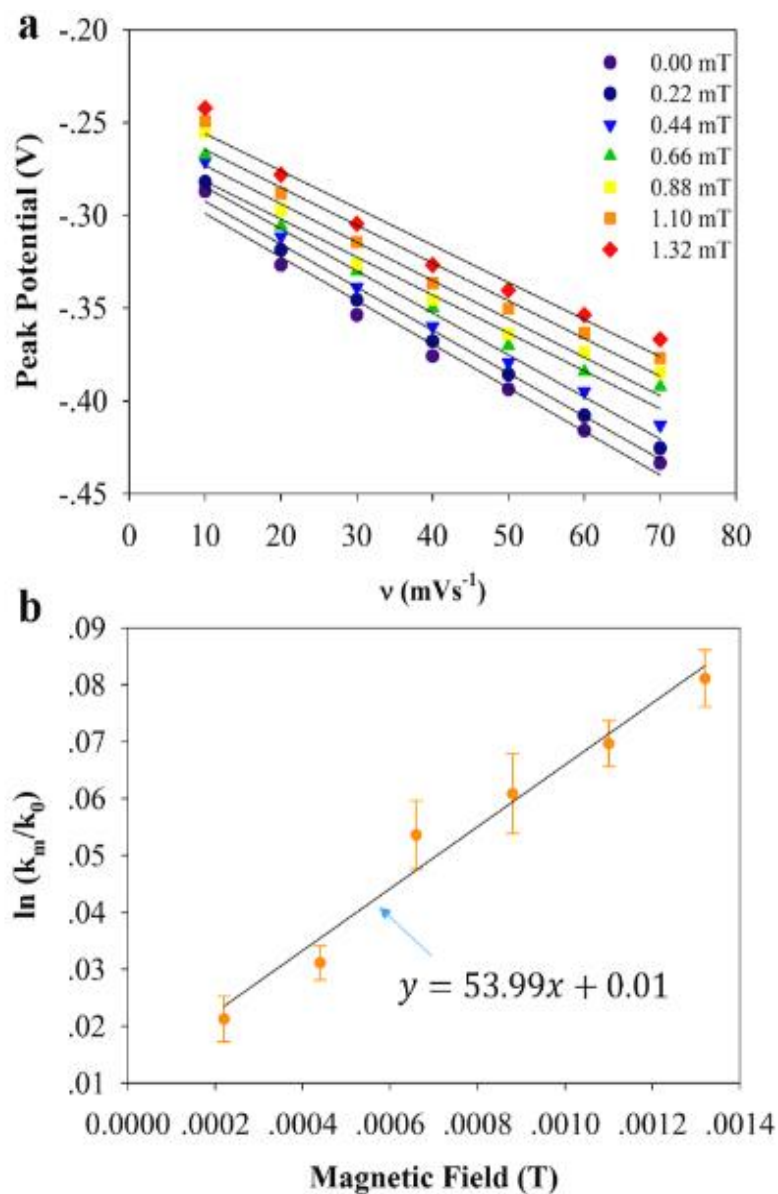 a
-.20
-.25
-.30
-.35
-.40
-.45
Peak Potential (V)
0.00 mT
0.22 mT
0.44 mT
0.66 mT
0.88 mT
1.10 mT
1.32 mT
0 10 20 30 40 50 60 70 80
ν (mVs⁻¹)
b
.09
.08
.07
.06
.05
.04
.03
.02
.01
ln (kₘ/k₀)
y = 53.99x + 0.01
0.0000 .0002 .0004 .0006 .0008 .0010 .0012 .0014
Magnetic Field (T)